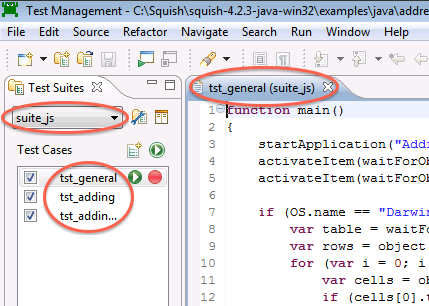 Test Management - C:\Squish\squish-4.2.3-java-win32\examples\java\addre
File Edit Source Refactor Navigate Search Project Run
Test Suites
suite_js
Test Cases
tst_general
tst_adding
tst_addin...
tst_general (suite_js)
1 function main()
2 {
3 startApplication("Addr
4 activateItem(waitForOb
5 activateItem(waitForOb
6
7 if (OS.name == "Darwin
8 var table = waitFo
9 var rows = object
10 for (var i = 0; i
11 var cells = ob
12 if (cells[0].t